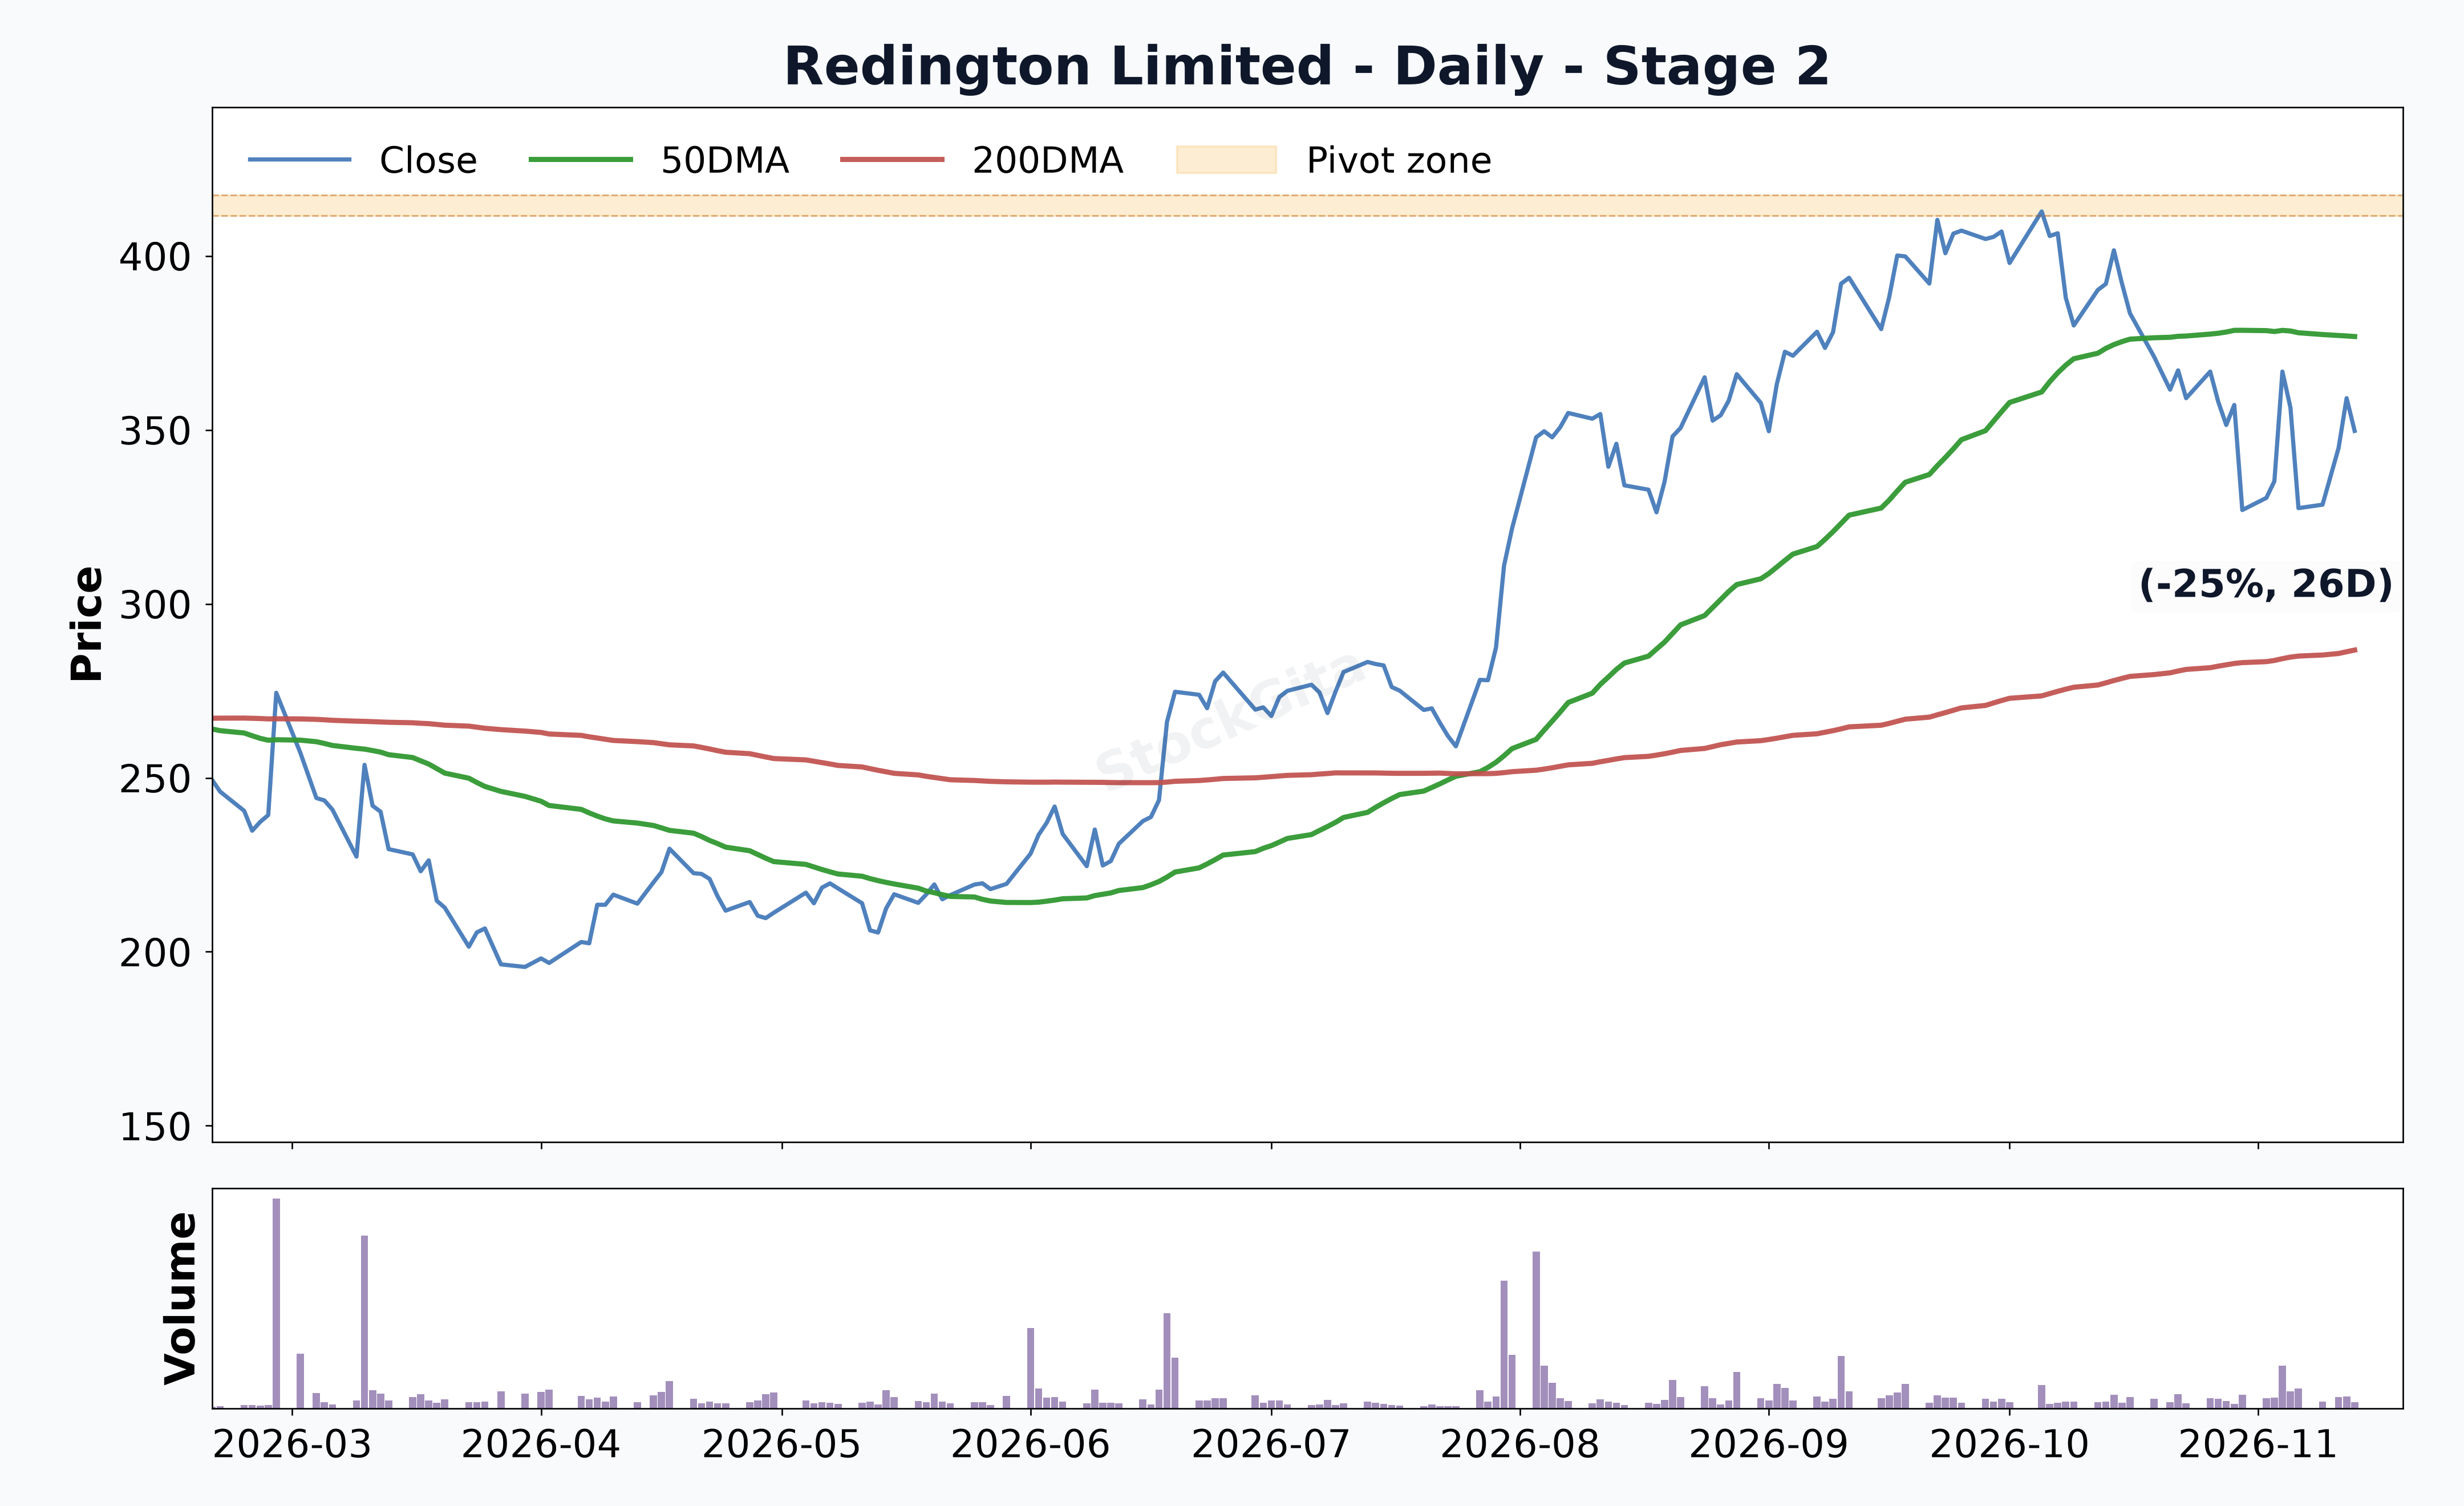 Redington Limited - Daily - Stage 2
Close 50DMA 200DMA Pivot zone
400
350
300
250
200
150
Price
(-25%, 26D)
StockGita
Volume
2026-03 2026-04 2026-05 2026-06 2026-07 2026-08 2026-09 2026-10 2026-11